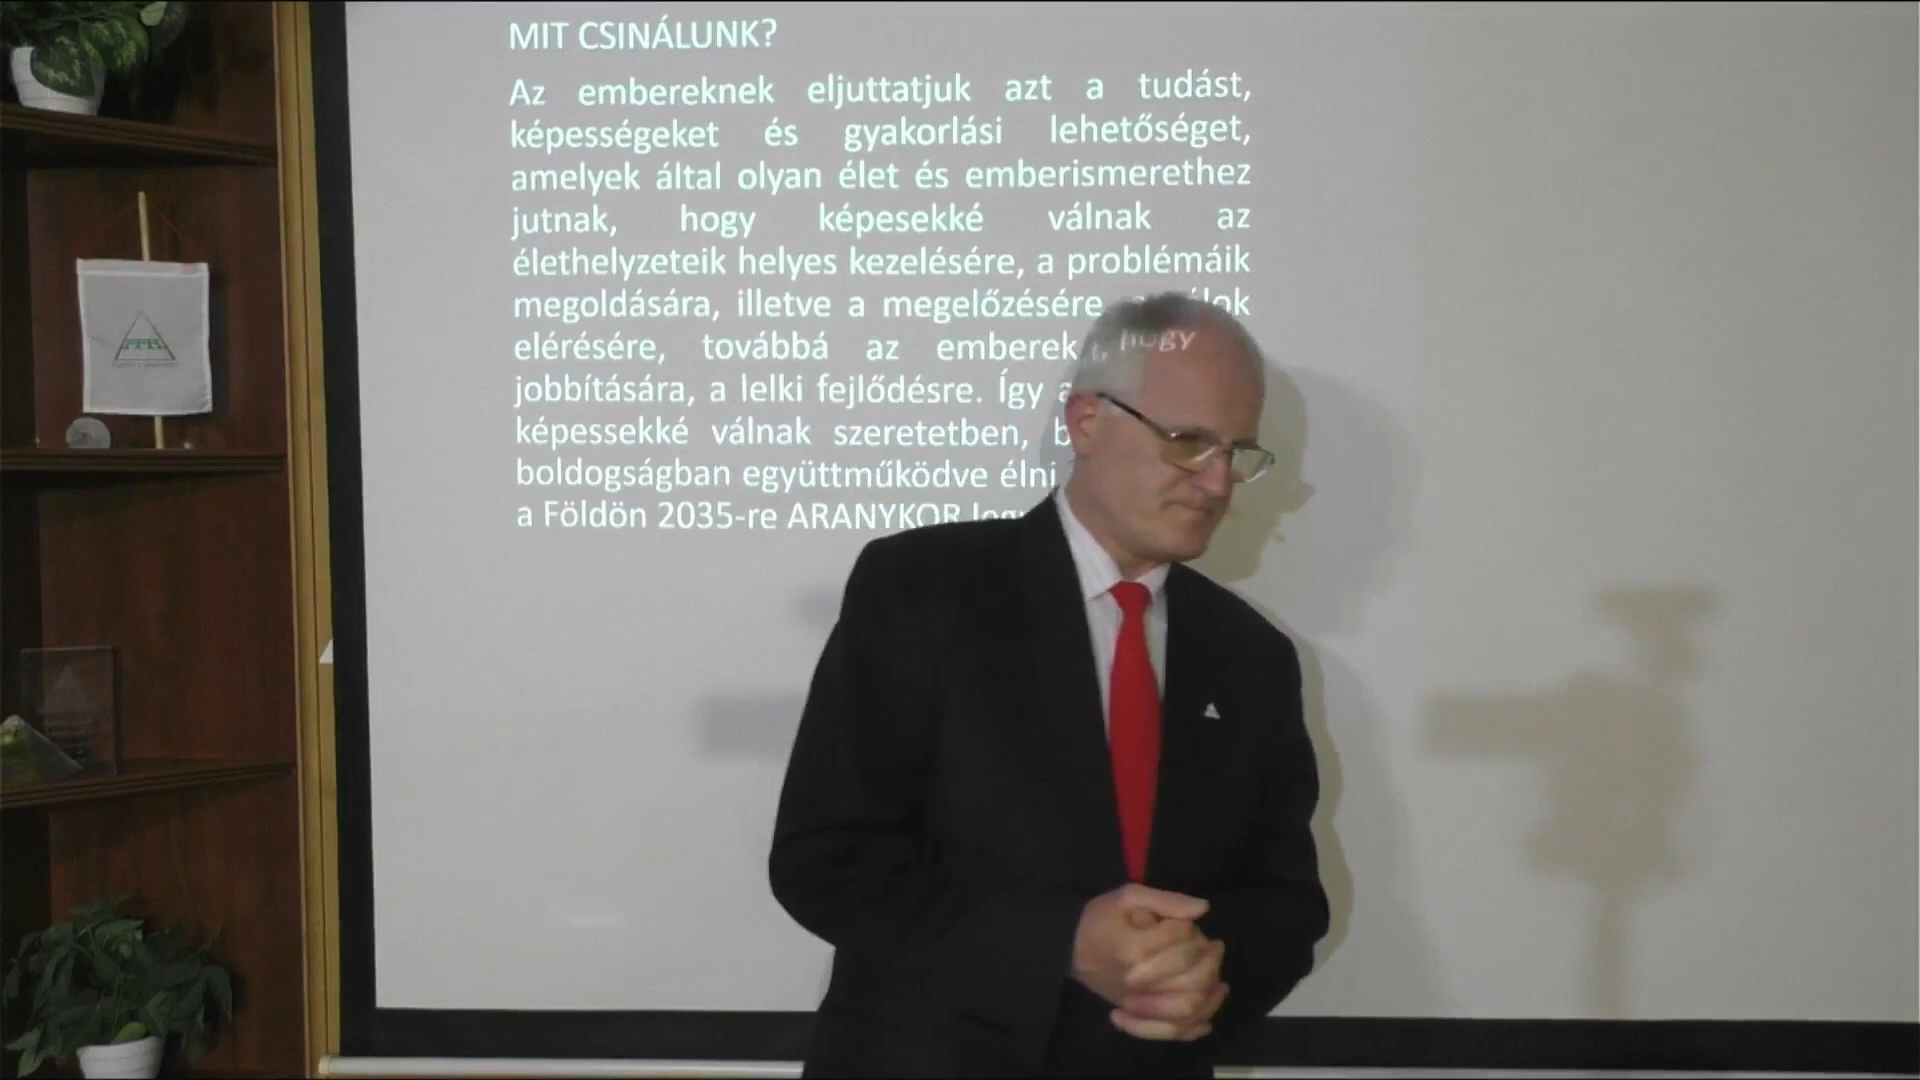 MIT CSINÁLUNK?
Az embereknek eljuttatjuk azt a tudást,
képességeket és gyakorlási lehetőséget,
amelyek által olyan élet és emberismerethez
jutnak, hogy képesekké válnak az
élethelyzeteik helyes kezelésére, a problémáik
megoldására, illetve a megelőzésére
elérésére, továbbá az emberek
jobbítására, a lelki fejlődésre. Így
képessekké válnak szeretetben,
boldogságban együttműködve élni
a Földön 2035-re ARANYKOR
hogy